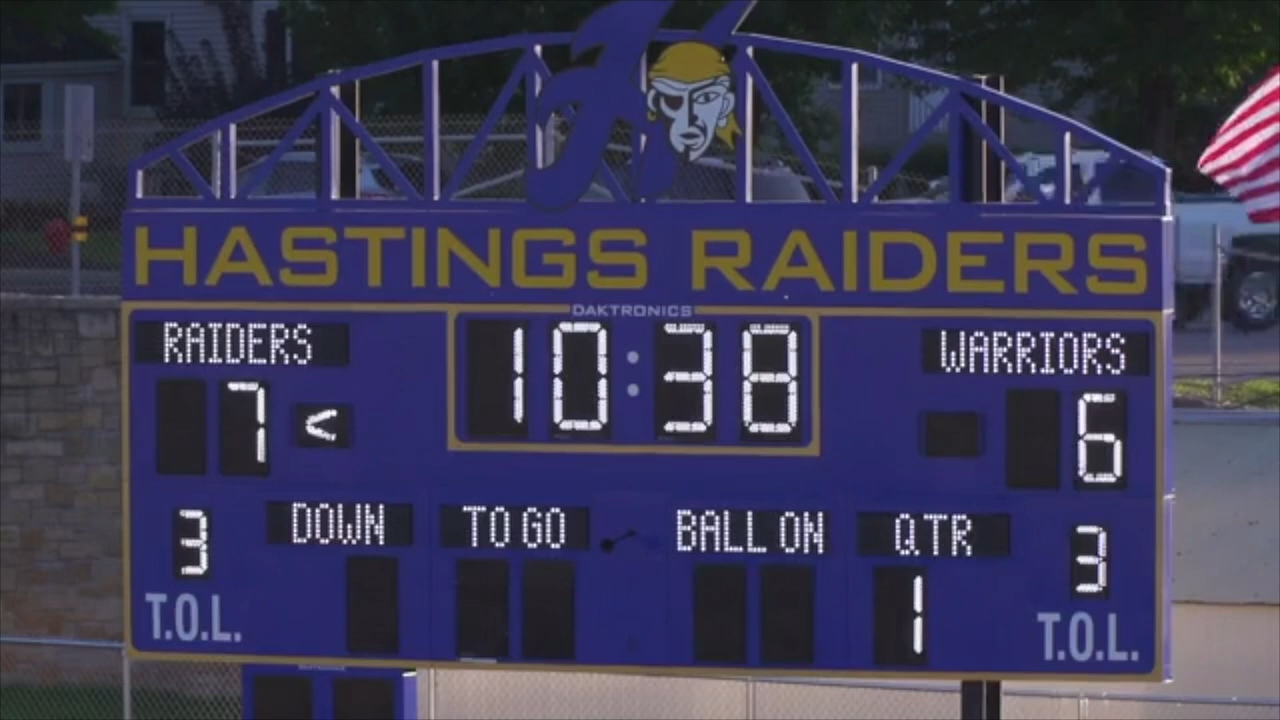 HASTINGS RAIDERS
DAKTRONICS
RAIDERS 10:38 WARRIORS
7 < 6
3 DOWN TO GO BALL ON QTR 3
T.O.L. 1 T.O.L.